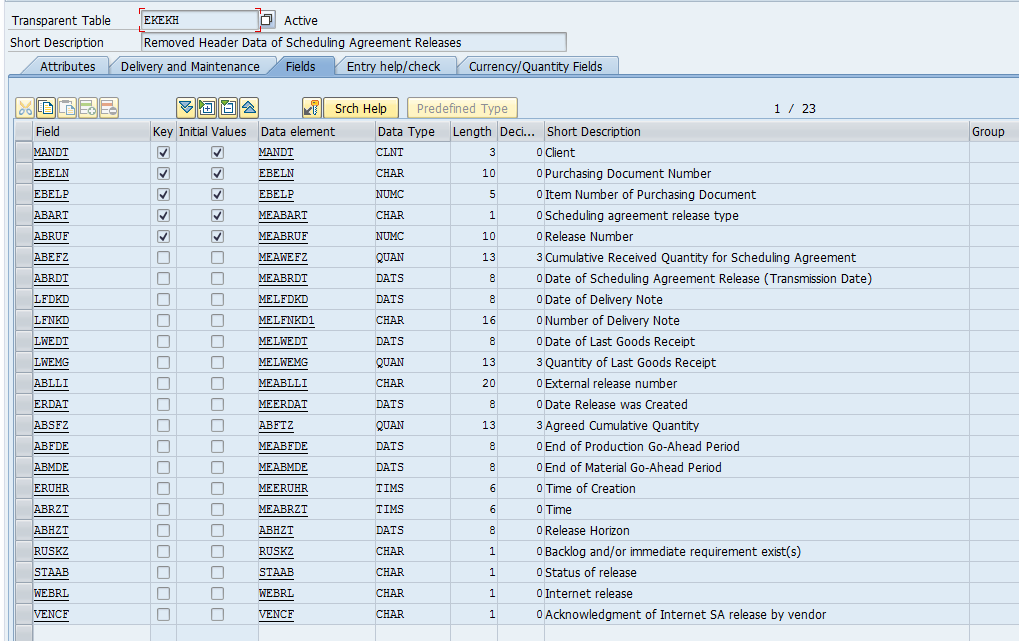 Transparent Table EKEKH Active
Short Description Removed Header Data of Scheduling Agreement Releases
Attributes Delivery and Maintenance Fields Entry help/check Currency/Quantity Fields
Srch Help Predefined Type 1 / 23
Field Key Initial Values Data element Data Type Length Deci... Short Description Group
MANDT MANDT CLNT 3 0 Client
EBELN EBELN CHAR 10 0 Purchasing Document Number
EBELP EBELP NUMC 5 0 Item Number of Purchasing Document
ABART MEABART CHAR 1 0 Scheduling agreement release type
ABRUF MEABRUF NUMC 10 0 Release Number
ABEFZ MEAWEFZ QUAN 13 3 Cumulative Received Quantity for Scheduling Agreement
ABRDT MEABRDT DATS 8 0 Date of Scheduling Agreement Release (Transmission Date)
LFDKD MELFDKD DATS 8 0 Date of Delivery Note
LFNKD MELFNKD1 CHAR 16 0 Number of Delivery Note
LWEDT MELWEDT DATS 8 0 Date of Last Goods Receipt
LWEMG MELWEMG QUAN 13 3 Quantity of Last Goods Receipt
ABLLI MEABLLI CHAR 20 0 External release number
ERDAT MEERDAT DATS 8 0 Date Release was Created
ABSFZ ABFTZ QUAN 13 3 Agreed Cumulative Quantity
ABFDE MEABFDE DATS 8 0 End of Production Go-Ahead Period
ABMDE MEABMDE DATS 8 0 End of Material Go-Ahead Period
ERUHR MEERUHR TIMS 6 0 Time of Creation
ABRZT MEABRZT TIMS 6 0 Time
ABHZT ABHZT DATS 8 0 Release Horizon
RUSKZ RUSKZ CHAR 1 0 Backlog and/or immediate requirement exist(s)
STAAB STAAB CHAR 1 0 Status of release
WEBRL WEBRL CHAR 1 0 Internet release
VENCF VENCF CHAR 1 0 Acknowledgment of Internet SA release by vendor